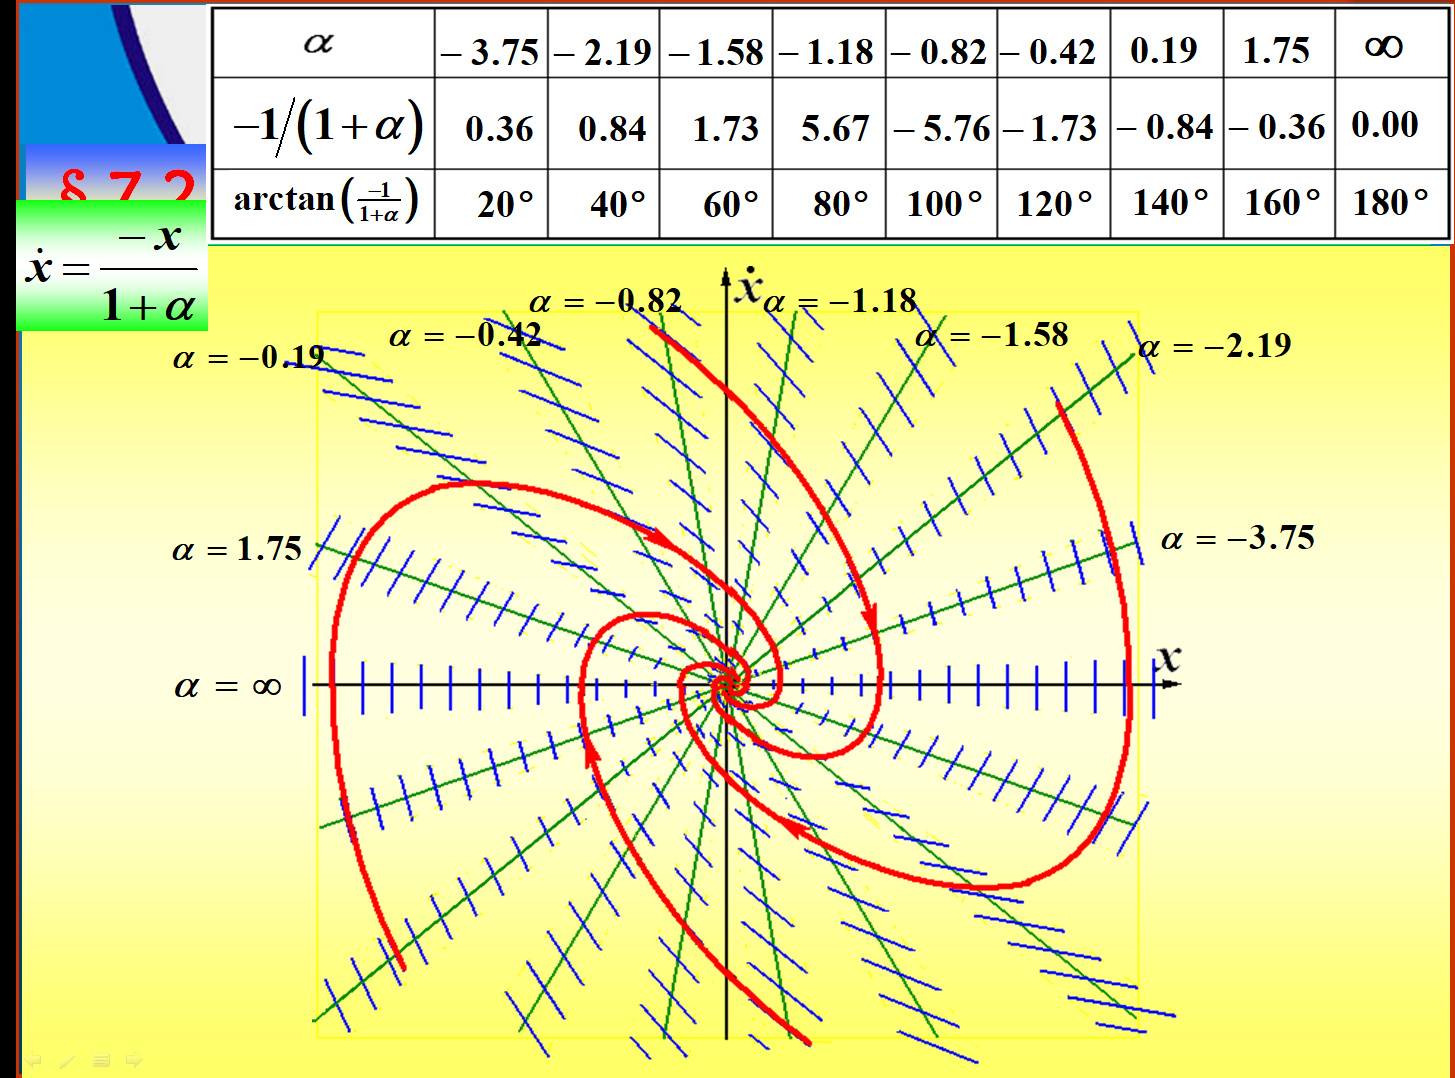 α −3.75 −2.19 −1.58 −1.18 −0.82 −0.42 0.19 1.75 ∞
−1/(1+α) 0.36 0.84 1.73 5.67 −5.76 −1.73 −0.84 −0.36 0.00
arctan(−1/(1+α)) 20° 40° 60° 80° 100° 120° 140° 160° 180°
§ 7.2
ẋ = −x/(1+α)
ẋ
α = −0.82
α = −1.18
α = −0.42
α = −1.58
α = −0.19
α = −2.19
α = 1.75
α = −3.75
α = ∞
x